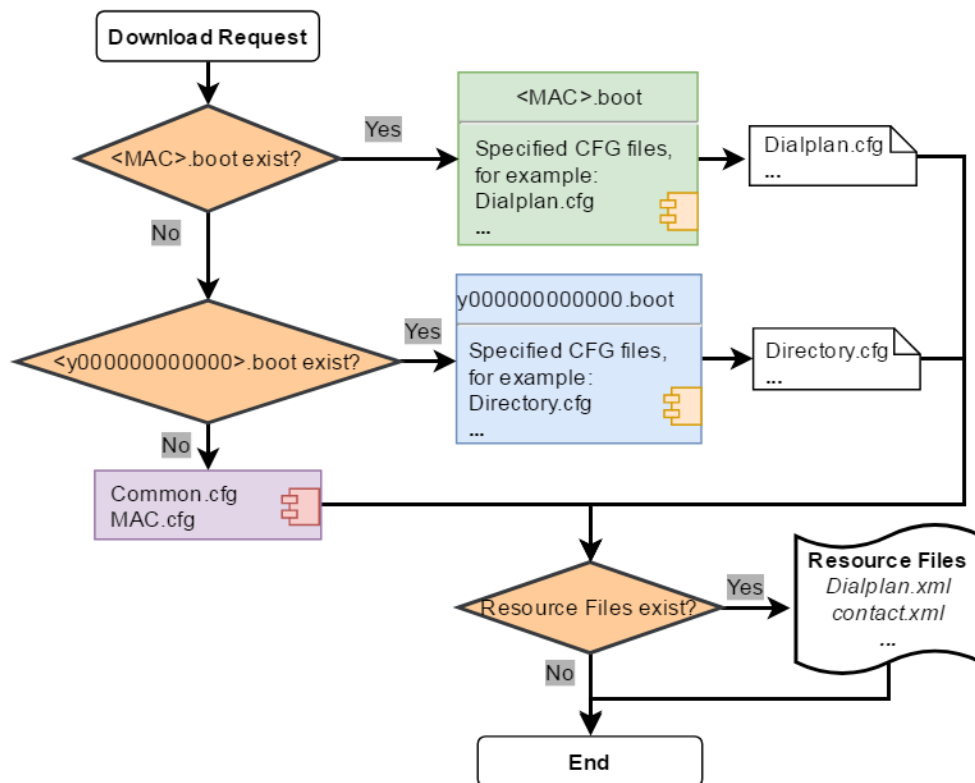 Download Request
<MAC>.boot exist?
Yes
<MAC>.boot
Specified CFG files,
for example:
Dialplan.cfg
...
Dialplan.cfg
...
No
<y000000000000>.boot exist?
Yes
y000000000000.boot
Specified CFG files,
for example:
Directory.cfg
...
Directory.cfg
...
No
Common.cfg
MAC.cfg
Resource Files exist?
Yes
Resource Files
Dialplan.xml
contact.xml
...
No
End